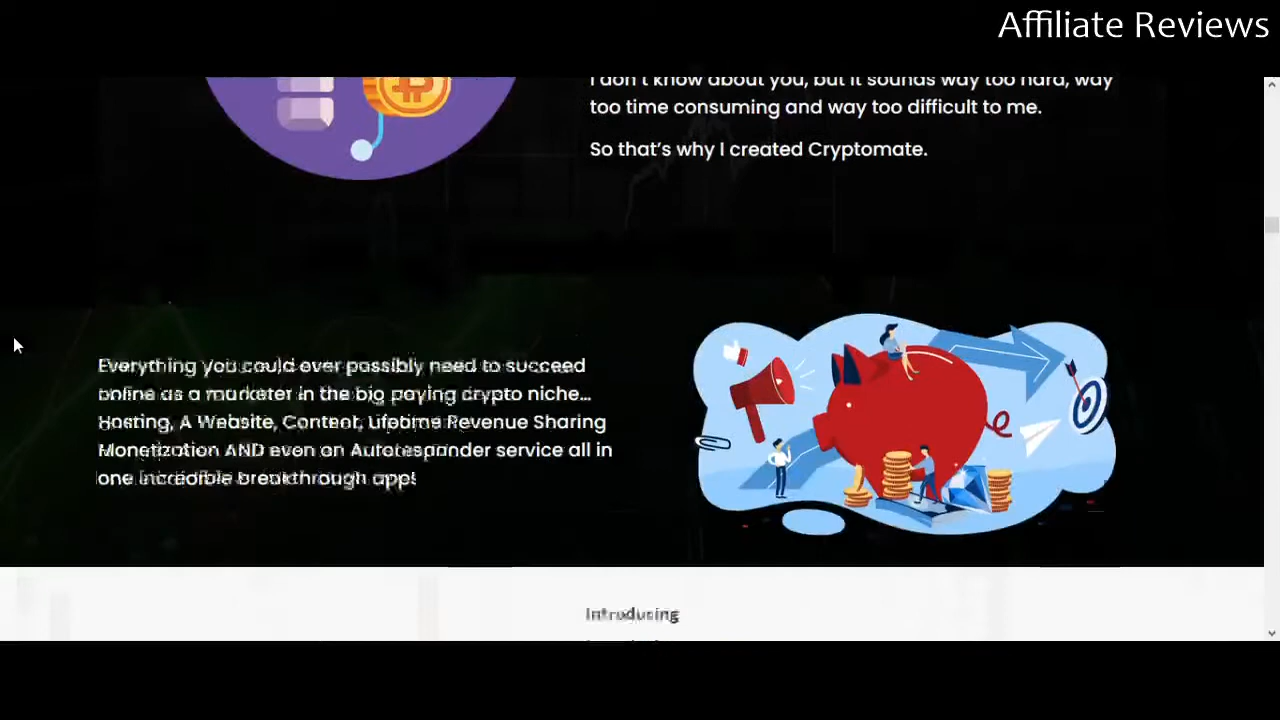 Affiliate Reviews
I don't know about you, but it sounds way too hard, way
too time consuming and way too difficult to me.
So that's why I created Cryptomate.
Everything you could ever possibly need to succeed
online as a marketer in the big paying crypto niche...
Hosting, A Website, Content, Lifetime Revenue Sharing
Monetization AND even an Autoresponder service all in
one incredible breakthrough app!
Introducing